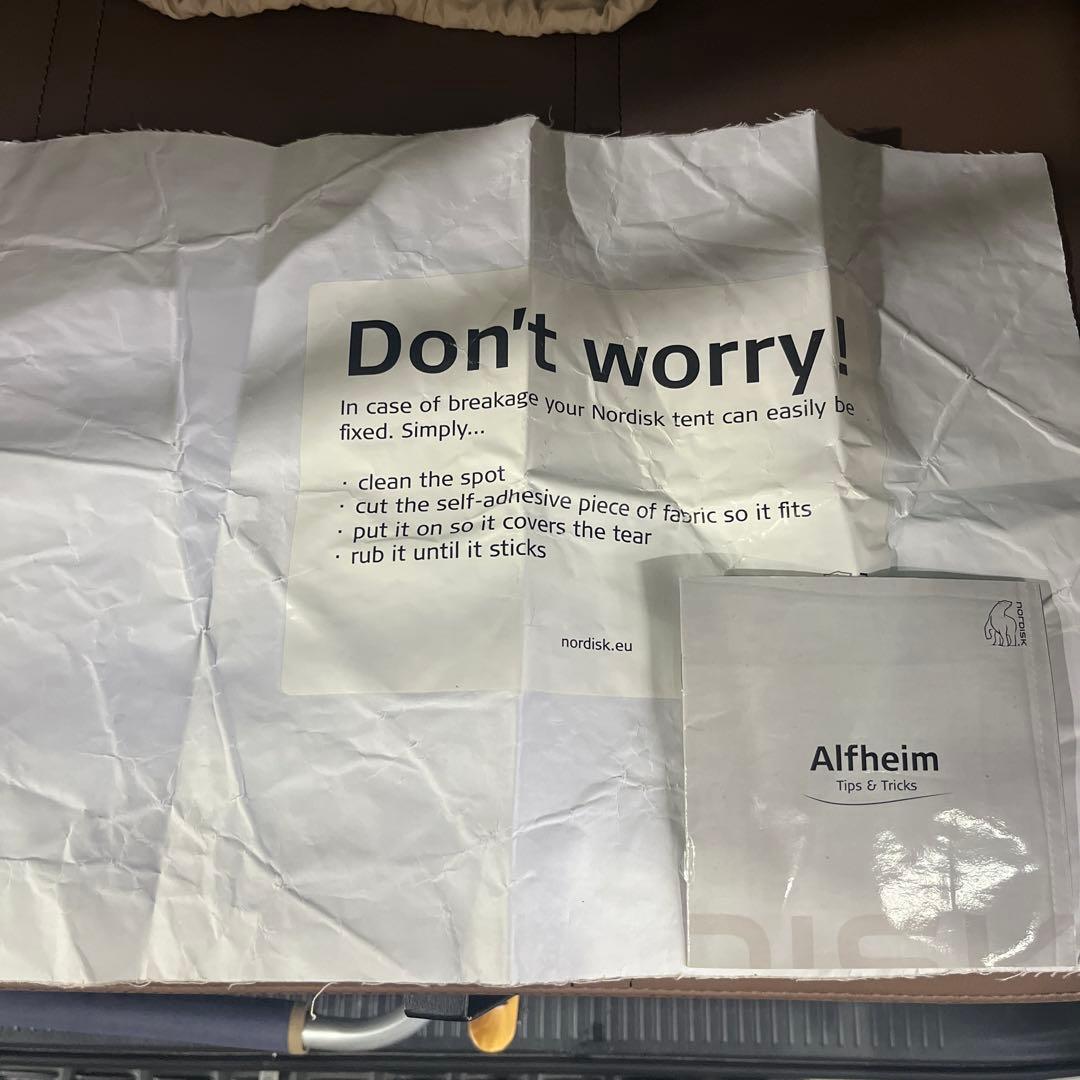 Don't worry!
In case of breakage your Nordisk tent can easily be
fixed. Simply...
· clean the spot
· cut the self-adhesive piece of fabric so it fits
· put it on so it covers the tear
· rub it until it sticks
nordisk.eu
NORDISK
Alfheim
Tips & Tricks
DISK